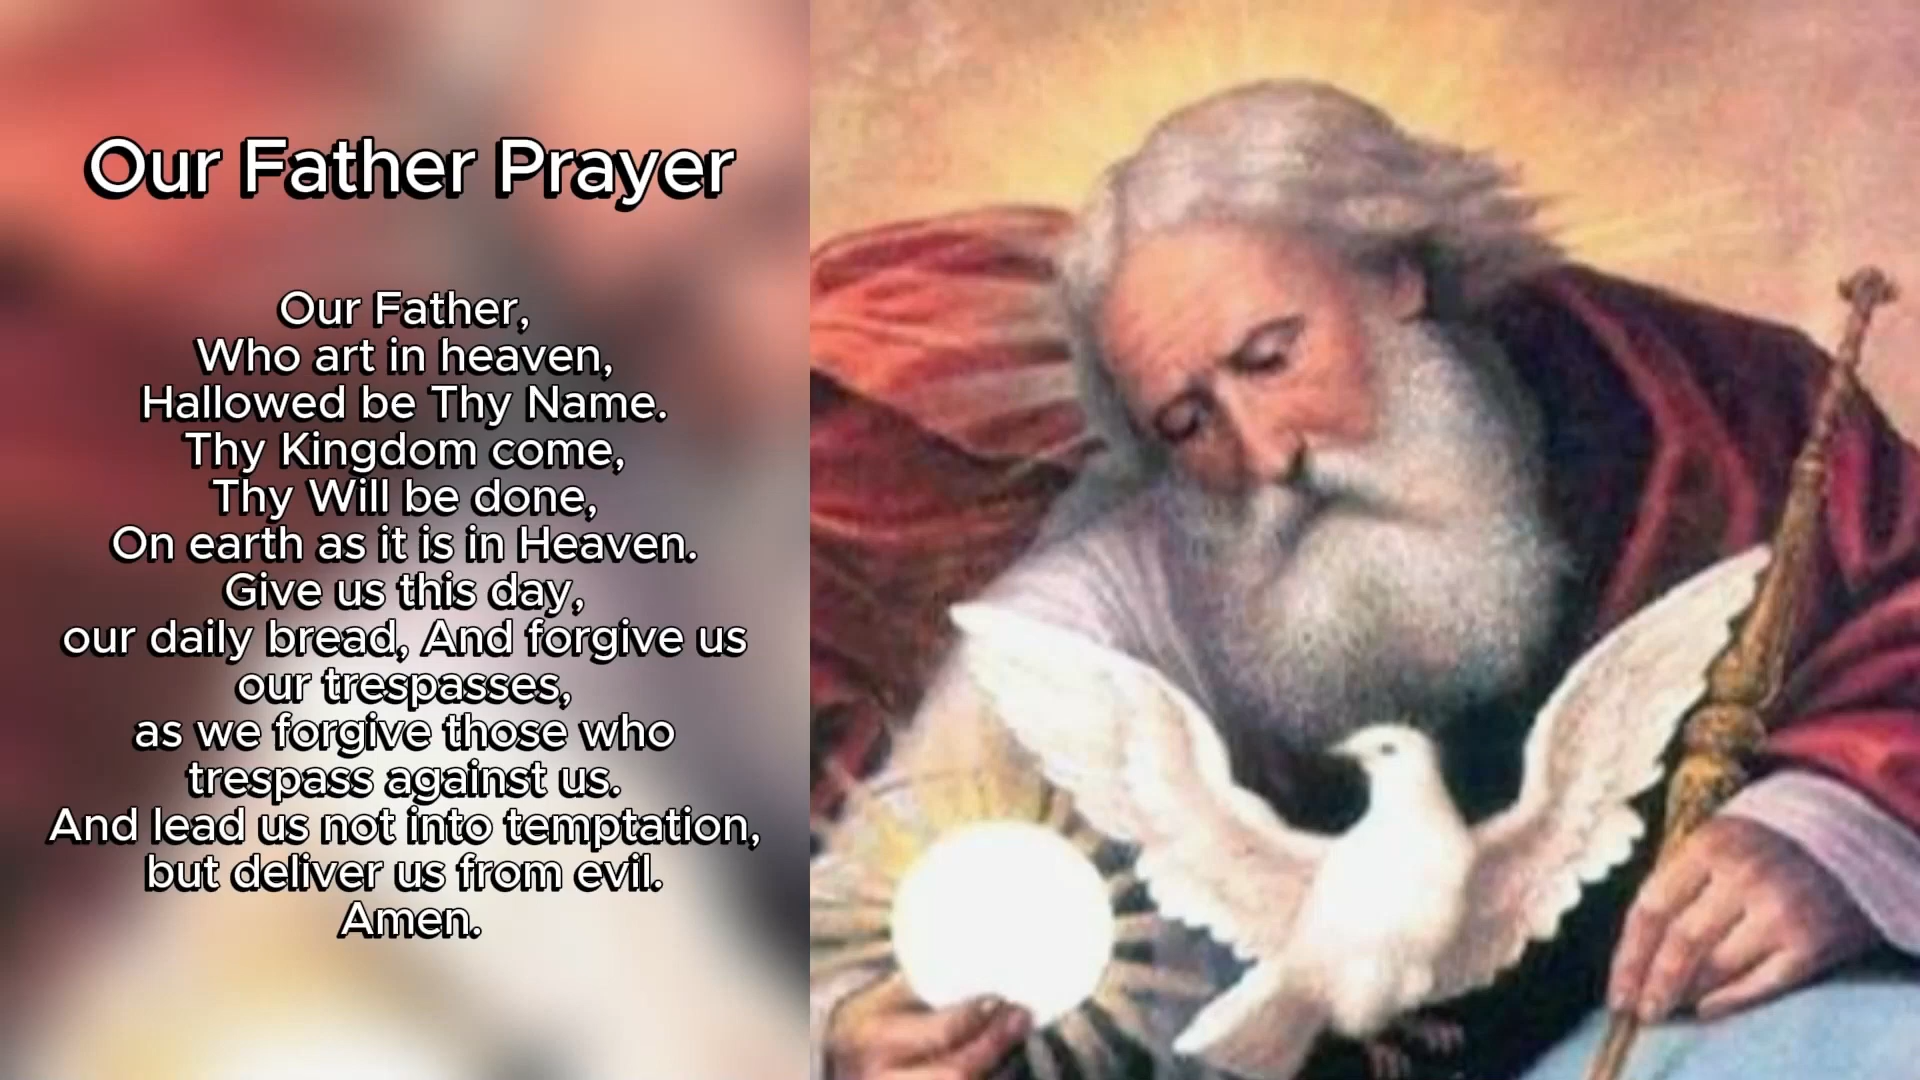 Our Father Prayer
Our Father,
Who art in heaven,
Hallowed be Thy Name.
Thy Kingdom come,
Thy Will be done,
On earth as it is in Heaven.
Give us this day,
our daily bread, And forgive us
our trespasses,
as we forgive those who
trespass against us.
And lead us not into temptation,
but deliver us from evil.
Amen.